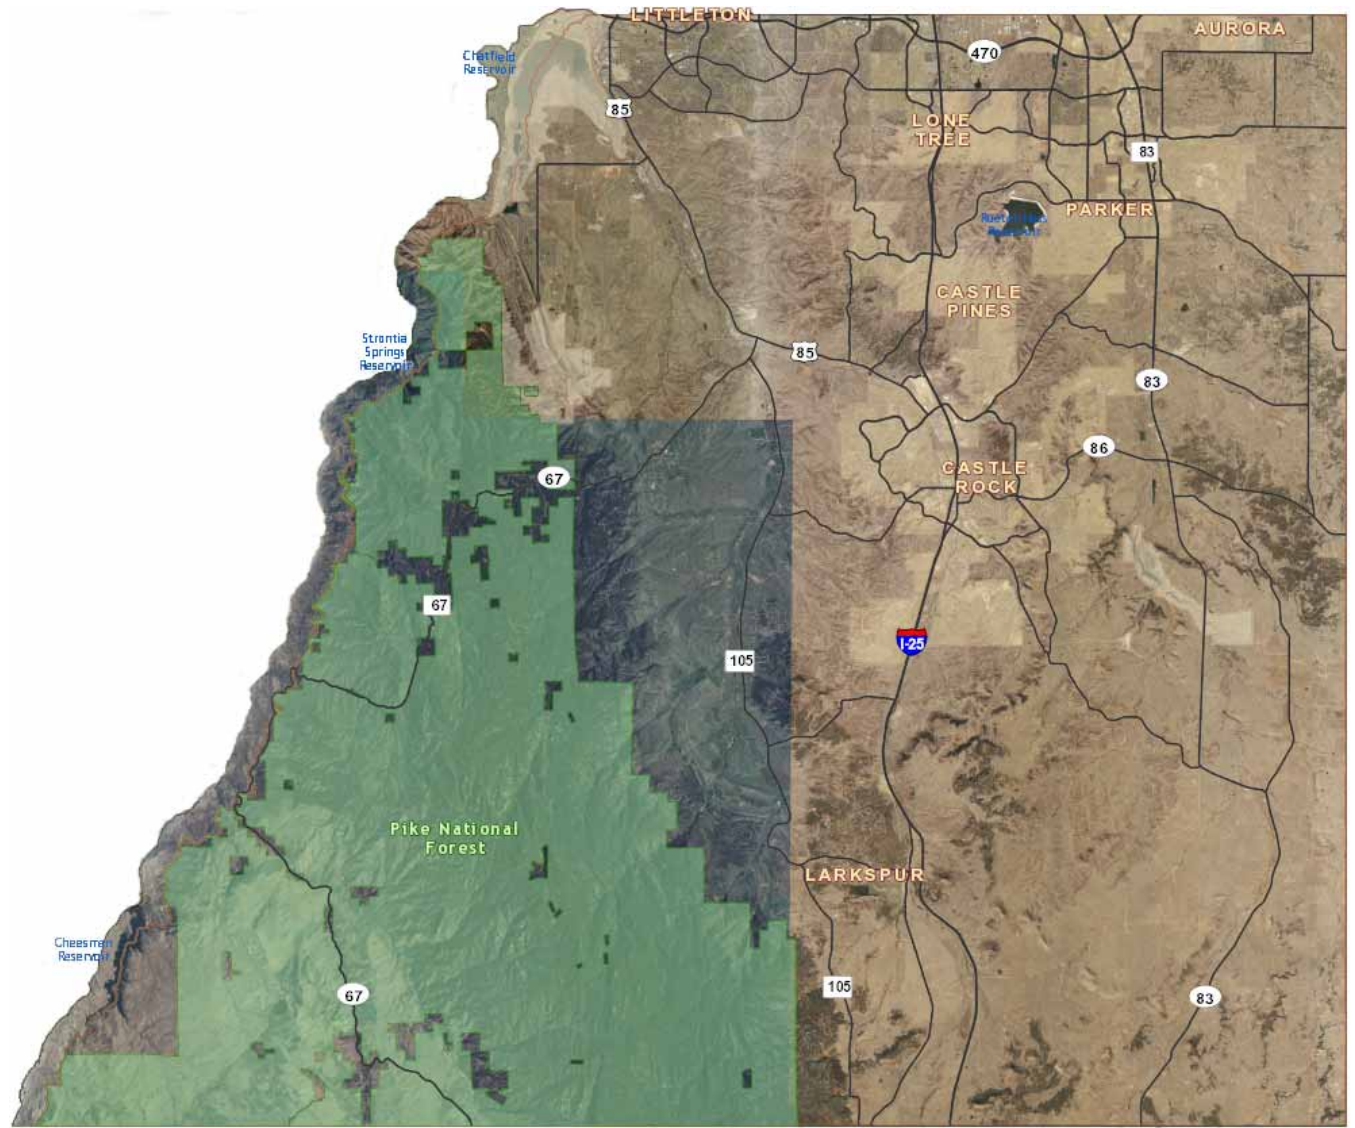 LITTLETON
AURORA
Chatfield
Reservoir
470
85
LONE
TREE
83
PARKER
Reservoir
CASTLE
PINES
Strontia
Springs
Reservoir
85
83
86
67
CASTLE
ROCK
67
I-25
105
Pike National
Forest
LARKSPUR
Cheesman
Reservoir
105
67
83